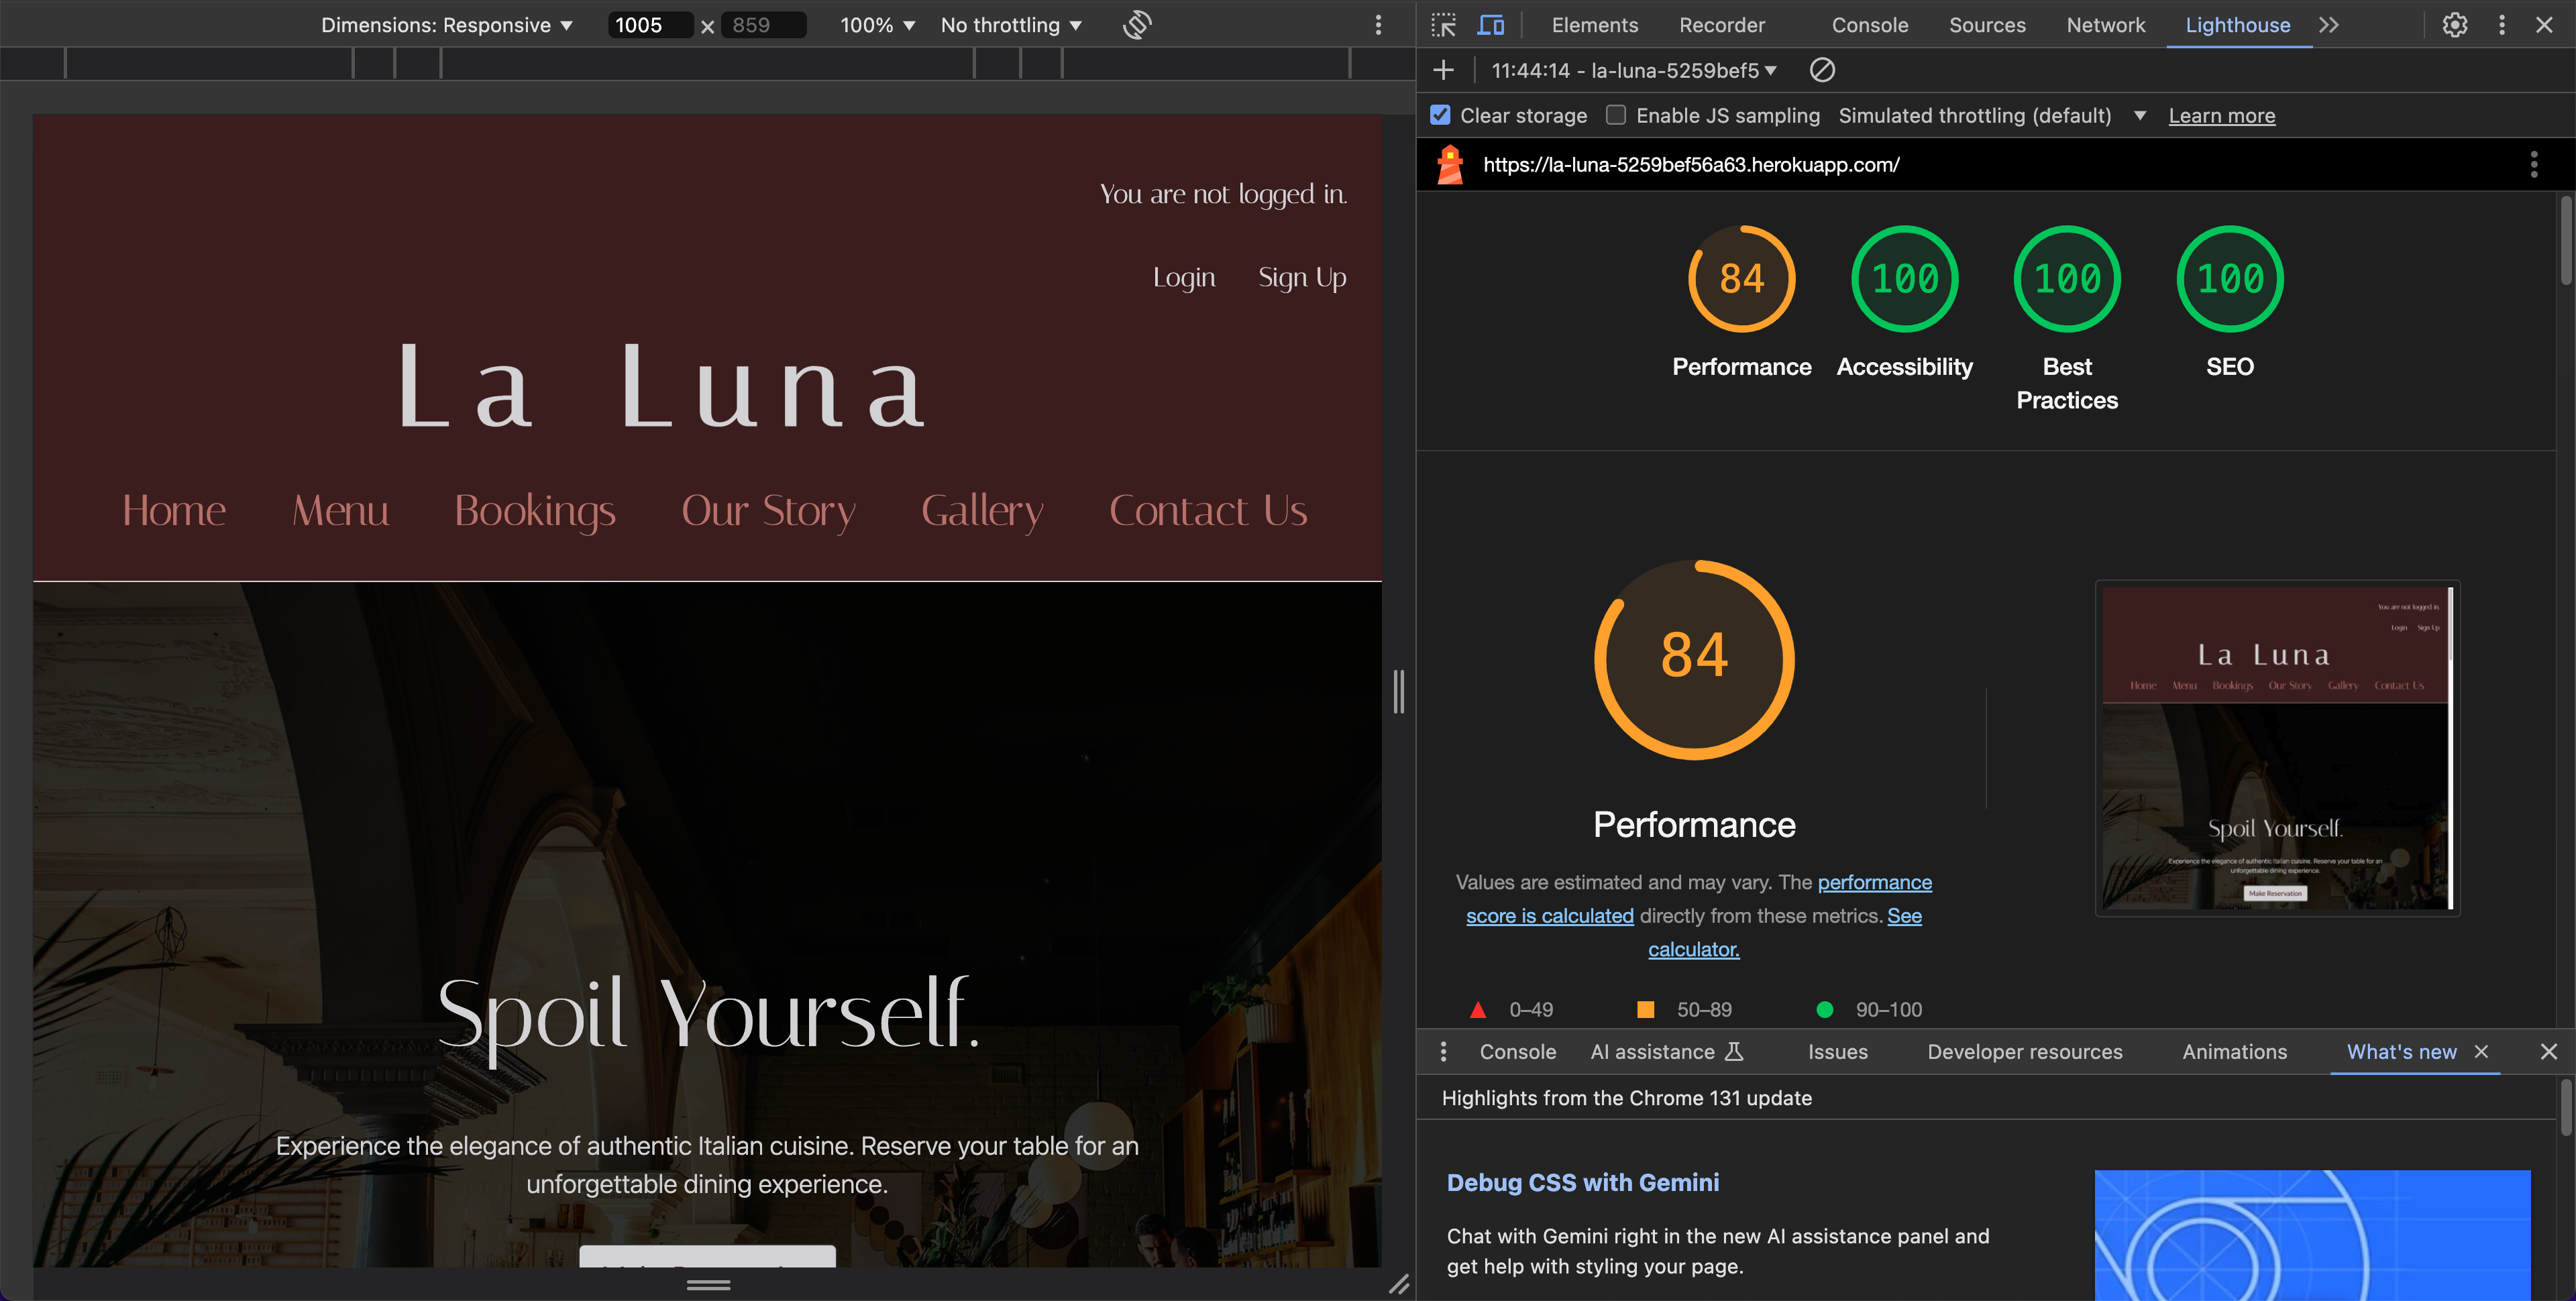 Dimensions: Responsive ▼ 1005 × 859 100% ▼ No throttling ▼
You are not logged in.
Login Sign Up
La Luna
Home Menu Bookings Our Story Gallery Contact Us
Spoil Yourself.
Experience the elegance of authentic Italian cuisine. Reserve your table for an
unforgettable dining experience.
Elements Recorder Console Sources Network Lighthouse
11:44:14 - la-luna-5259bef5 ▼
Clear storage Enable JS sampling Simulated throttling (default) ▼ Learn more
https://la-luna-5259bef56a63.herokuapp.com/
84 100 100 100
Performance Accessibility Best Practices SEO
84
Performance
Values are estimated and may vary. The performance
score is calculated directly from these metrics. See
calculator.
0–49 50–89 90–100
You are not logged in.
Login Sign Up
La Luna
Home Menu Bookings Our Story Gallery Contact Us
Spoil Yourself.
Experience the elegance of authentic Italian cuisine. Reserve your table for an
unforgettable dining experience.
Make Reservation
Console AI assistance Issues Developer resources Animations What's new
Highlights from the Chrome 131 update
Debug CSS with Gemini
Chat with Gemini right in the new AI assistance panel and
get help with styling your page.